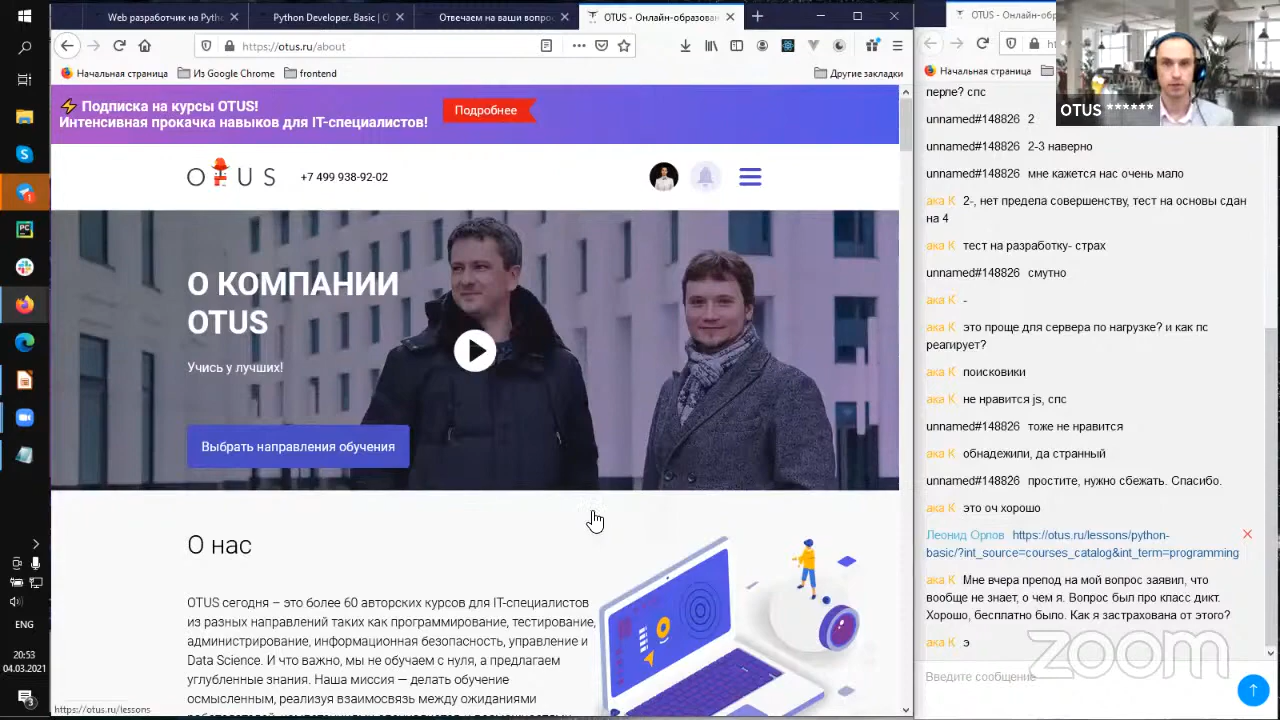 Web разработчик на Pytho
Python Developer. Basic | O
Отвечаем на ваши вопро
OTUS - Онлайн-образова
OTUS - Онлайн-обр
https://otus.ru/about
Начальная страница
Из Google Chrome
frontend
Другие закладки
Начальная страница
Подписка на курсы OTUS!
Интенсивная прокачка навыков для IT-специалистов!
Подробнее
OTUS
+7 499 938-92-02
О КОМПАНИИ
OTUS
Учись у лучших!
Выбрать направления обучения
О нас
OTUS сегодня – это более 60 авторских курсов для IT-специалистов
из разных направлений таких как программирование, тестирование,
администрирование, информационная безопасность, управление и
Data Science. И что важно, мы не обучаем с нуля, а предлагаем
углублённые знания. Наша миссия — делать обучение
осмысленным, реализуя взаимосвязь между ожиданиями
https://otus.ru/lessons
OTUS ******
перле? спс
unnamed#148826 2
unnamed#148826 2-3 наверно
unnamed#148826 мне кажется нас очень мало
ака К 2-, нет предела совершенству, тест на основы сдан
на 4
ака К тест на разработку- страх
unnamed#148826 смутно
ака К -
ака К это проще для сервера по нагрузке? и как пс
реагирует?
ака К поисковики
ака К не нравится js, спс
unnamed#148826 тоже не нравится
ака К обнадежили, да странный
unnamed#148826 простите, нужно сбежать. Спасибо.
ака К это оч хорошо
Леонид Орлов https://otus.ru/lessons/python-
basic/?int_source=courses_catalog&int_term=programming
ака К Мне вчера препод на мой вопрос заявил, что
вообще не знает, о чем я. Вопрос был про класс дикт.
Хорошо, бесплатно было. Как я застрахована от этого?
ака К э
Введите сообщение
zoom
ENG
20:53
04.03.2021